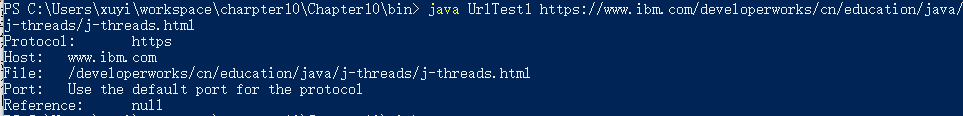 PS C:\Users\xuyi\workspace\charpter10\Chapter10\bin> java UrlTest1 https://www.ibm.com/developerworks/cn/education/java/
j-threads/j-threads.html
Protocol:       https
Host:   www.ibm.com
File:   /developerworks/cn/education/java/j-threads/j-threads.html
Port:   Use the default port for the protocol
Reference:      null